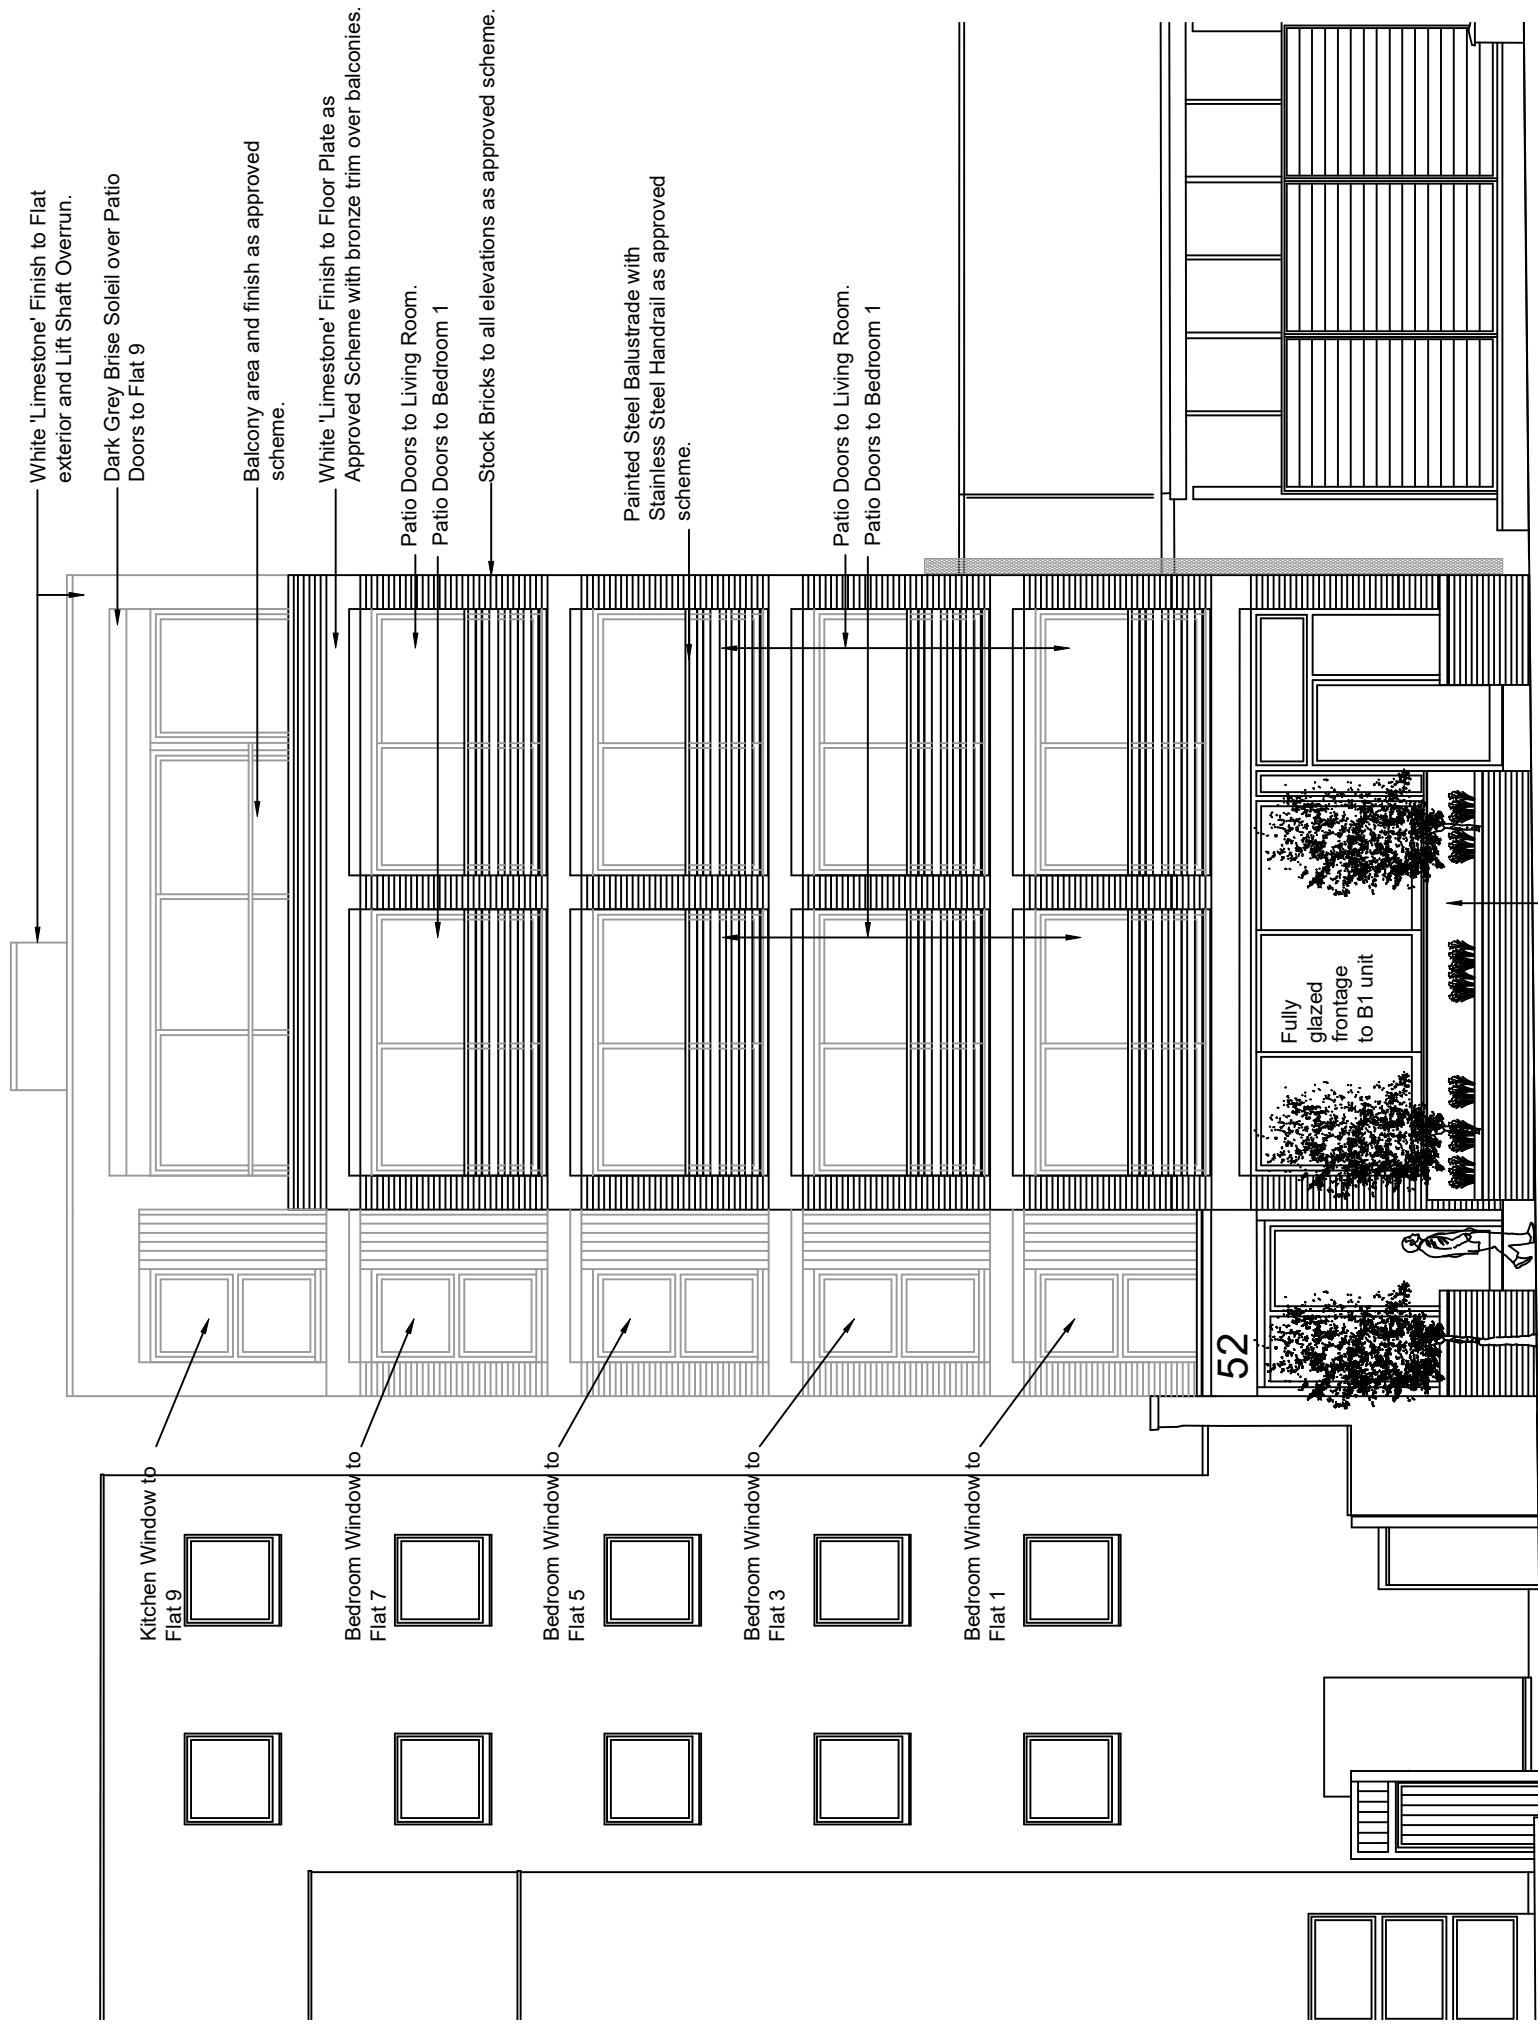 White 'Limestone' Finish to Flat
exterior and Lift Shaft Overrun.
Dark Grey Brise Soleil over Patio
Doors to Flat 9
Balcony area and finish as approved
scheme.
White 'Limestone' Finish to Floor Plate as
Approved Scheme with bronze trim over balconies.
Patio Doors to Living Room.
Patio Doors to Bedroom 1
Stock Bricks to all elevations as approved scheme.
Painted Steel Balustrade with
Stainless Steel Handrail as approved
scheme.
Patio Doors to Living Room.
Patio Doors to Bedroom 1
Kitchen Window to
Flat 9
Bedroom Window to
Flat 7
Bedroom Window to
Flat 5
Bedroom Window to
Flat 3
Bedroom Window to
Flat 1
52
Fully
glazed
frontage
to B1 unit